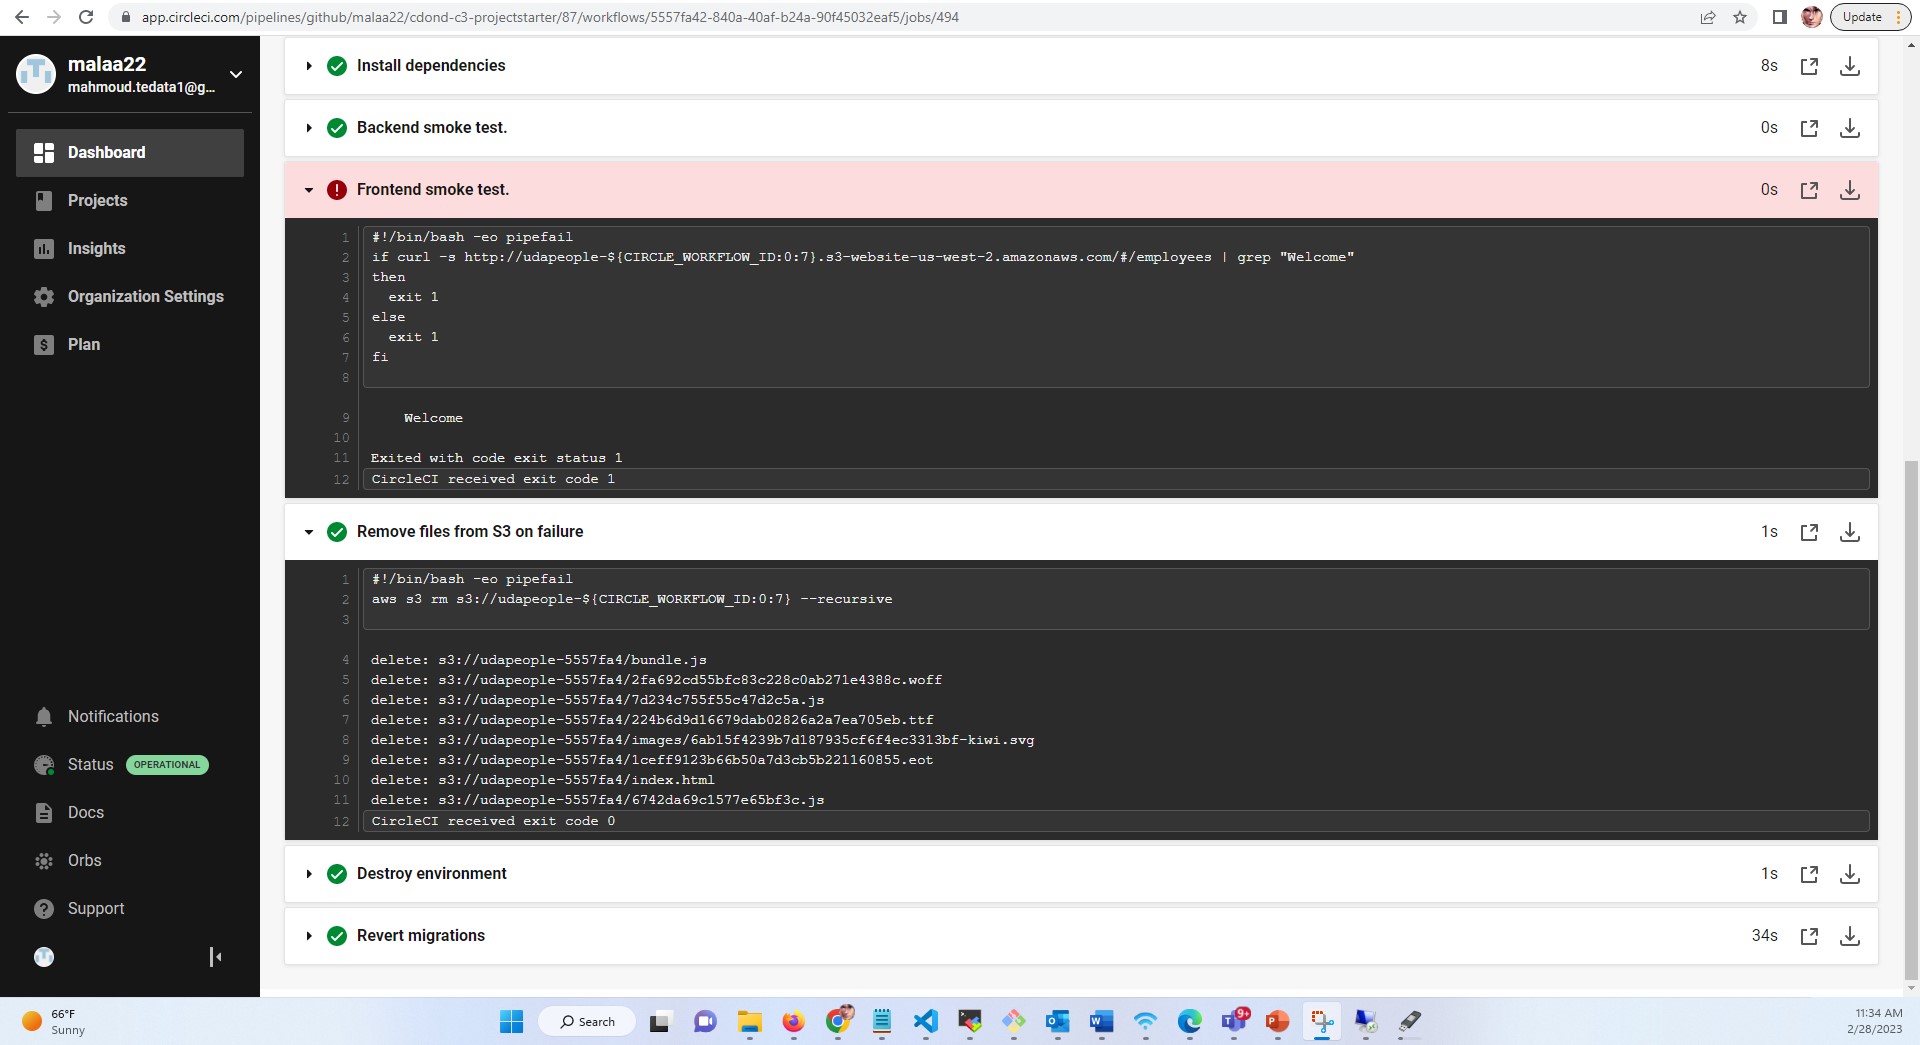 app.circleci.com/pipelines/github/malaa22/cdond-c3-projectstarter/87/workflows/5557fa42-840a-40af-b24a-90f45032eaf5/jobs/494
Update
malaa22
mahmoud.tedata1@g...
Dashboard
Projects
Insights
Organization Settings
$ Plan
Notifications
Status OPERATIONAL
Docs
Orbs
? Support
Install dependencies 8s
Backend smoke test. 0s
! Frontend smoke test. 0s
1 #!/bin/bash -eo pipefail
2 if curl -s http://udapeople-${CIRCLE_WORKFLOW_ID:0:7}.s3-website-us-west-2.amazonaws.com/#/employees | grep "Welcome"
3 then
4 exit 1
5 else
6 exit 1
7 fi
8
9 Welcome
10
11 Exited with code exit status 1
12 CircleCI received exit code 1
Remove files from S3 on failure 1s
1 #!/bin/bash -eo pipefail
2 aws s3 rm s3://udapeople-${CIRCLE_WORKFLOW_ID:0:7} --recursive
3
4 delete: s3://udapeople-5557fa4/bundle.js
5 delete: s3://udapeople-5557fa4/2fa692cd55bfc83c228c0ab271e4388c.woff
6 delete: s3://udapeople-5557fa4/7d234c755f55c47d2c5a.js
7 delete: s3://udapeople-5557fa4/224b6d9d16679dab02826a2a7ea705eb.ttf
8 delete: s3://udapeople-5557fa4/images/6ab15f4239b7d187935cf6f4ec3313bf-kiwi.svg
9 delete: s3://udapeople-5557fa4/1ceff9123b66b50a7d3cb5b221160855.eot
10 delete: s3://udapeople-5557fa4/index.html
11 delete: s3://udapeople-5557fa4/6742da69c1577e65bf3c.js
12 CircleCI received exit code 0
Destroy environment 1s
Revert migrations 34s
66°F
Sunny
Search
9+
11:34 AM
2/28/2023